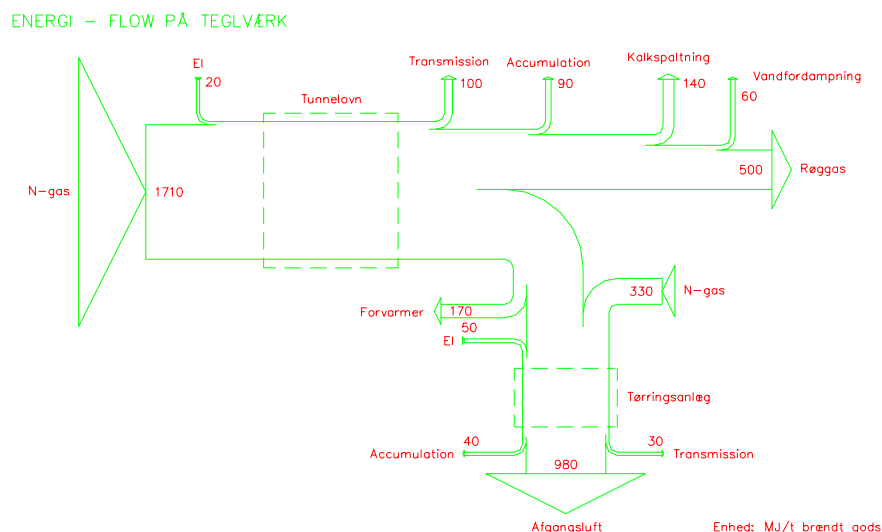 ENERGI - FLOW PÅ TEGLVÆRK
El
20
Transmission
100
Accumulation
90
Kalkspaltning
140
Vandfordampning
60
Tunnelovn
N-gas
1710
500
Røggas
330
N-gas
Forvarmer
170
50
El
Tørringsanlæg
40
30
Accumulation
Transmission
980
Afgangsluft
Enhed: MJ/t brændt gods